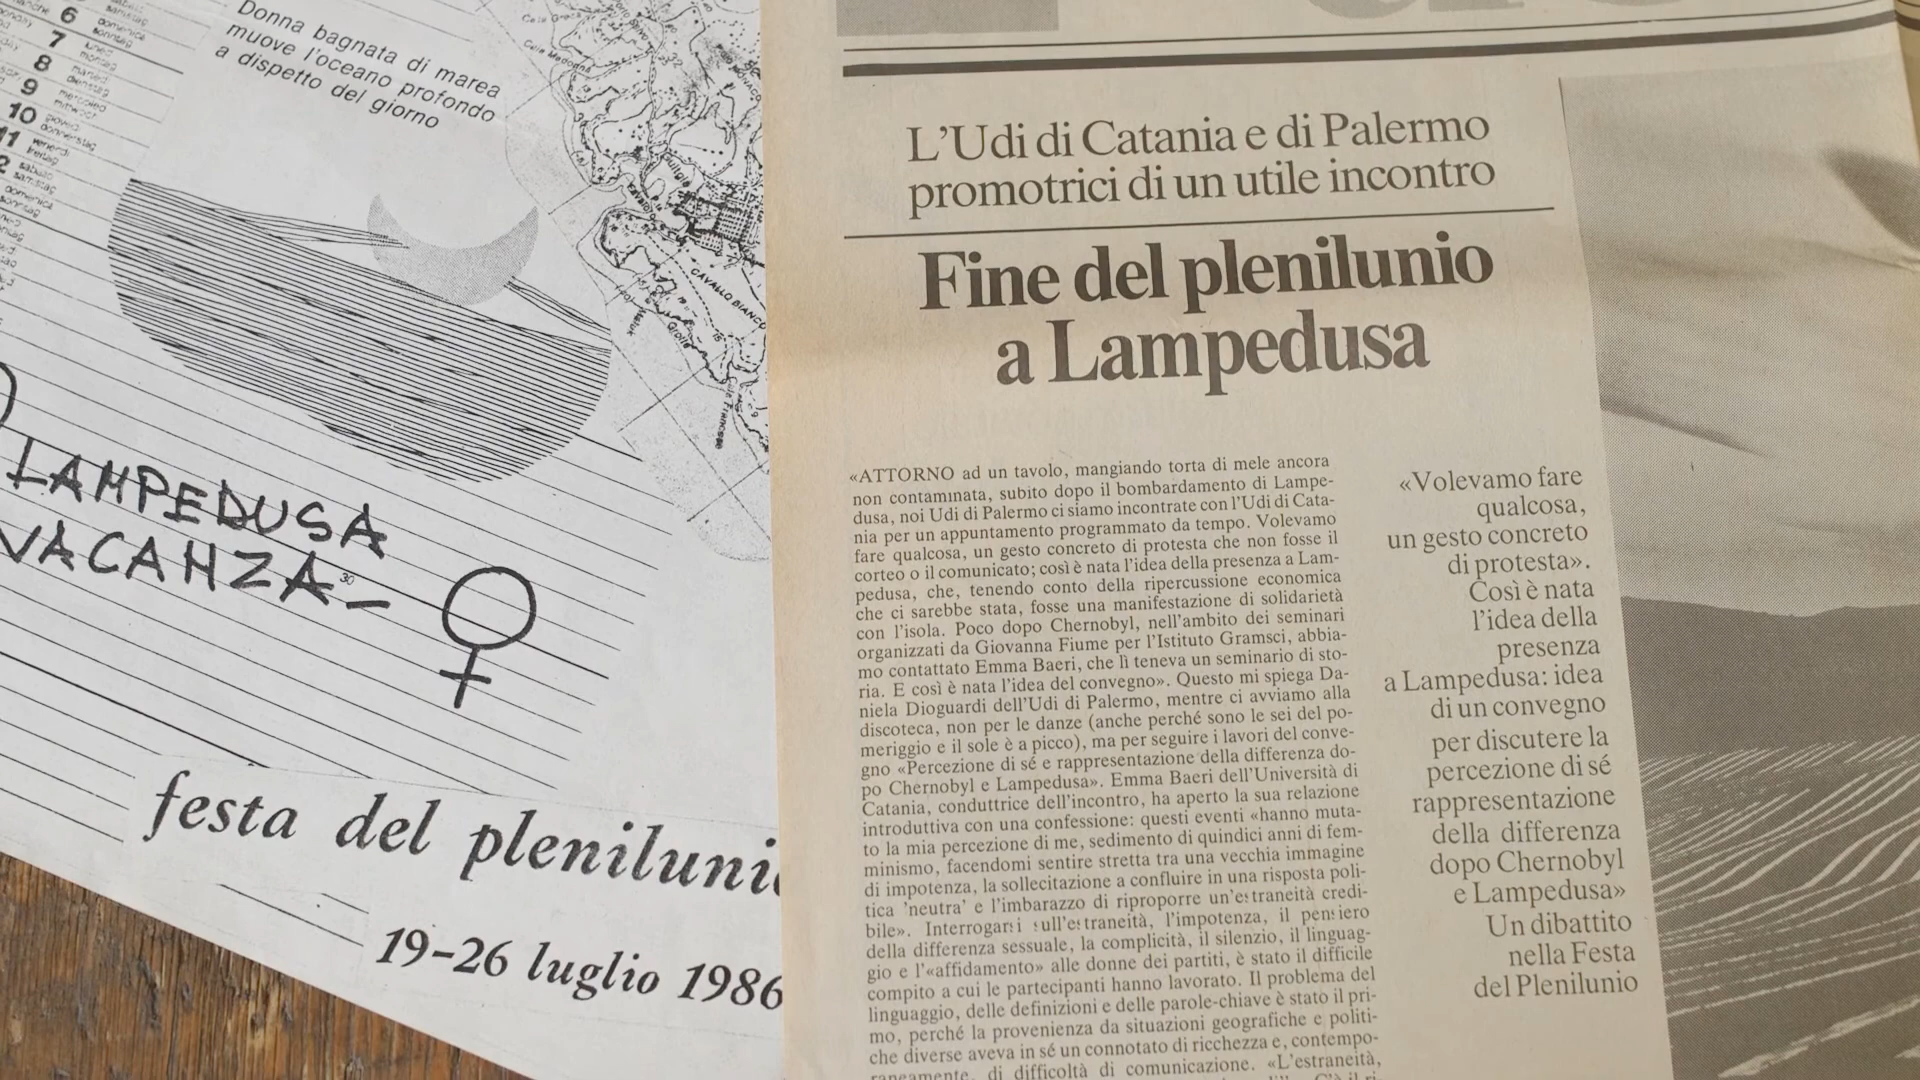 6
7
8
9
10
11
sabato
domenica
Donna bagnata di marea
muove l'oceano profondo
a dispetto del giorno
CAVALLO BIANCO
LAMPEDUSA
VACANZA -
30
festa del pleniluni
19-26 luglio 1986
L'Udi di Catania e di Palermo
promotrici di un utile incontro
Fine del plenilunio
a Lampedusa
«ATTORNO ad un tavolo, mangiando torta di mele ancora
non contaminata, subito dopo il bombardamento di Lampe-
dusa, noi Udi di Palermo ci siamo incontrate con l'Udi di Cata-
nia per un appuntamento programmato da tempo. Volevamo
fare qualcosa, un gesto concreto di protesta che non fosse il
corteo o il comunicato; così è nata l'idea della presenza a Lam-
pedusa, che, tenendo conto della ripercussione economica
che ci sarebbe stata, fosse una manifestazione di solidarietà
con l'isola. Poco dopo Chernobyl, nell'ambito dei seminari
organizzati da Giovanna Fiume per l'Istituto Gramsci, abbia-
mo contattato Emma Baeri, che lì teneva un seminario di sto-
ria. E così è nata l'idea del convegno». Questo mi spiega Da-
niela Dioguardi dell'Udi di Palermo, mentre ci avviamo alla
discoteca, non per le danze (anche perché sono le sei del po-
meriggio e il sole è a picco), ma per seguire i lavori del conve-
gno «Percezione di sé e rappresentazione della differenza do-
po Chernobyl e Lampedusa». Emma Baeri dell'Università di
Catania, conduttrice dell'incontro, ha aperto la sua relazione
introduttiva con una confessione: questi eventi «hanno muta-
to la mia percezione di me, sedimento di quindici anni di fem-
minismo, facendomi sentire stretta tra una vecchia immagine
di impotenza, la sollecitazione a confluire in una risposta poli-
tica 'neutra' e l'imbarazzo di riproporre un'estraneità credi-
bile». Interrogarsi sull'estraneità, l'impotenza, il pensiero
della differenza sessuale, la complicità, il silenzio, il linguag-
gio e l'«affidamento» alle donne dei partiti, è stato il difficile
compito a cui le partecipanti hanno lavorato. Il problema del
linguaggio, delle definizioni e delle parole-chiave è stato il pri-
mo, perché la provenienza da situazioni geografiche e politi-
che diverse aveva in sé un connotato di ricchezza e, contempo-
raneamente, di difficoltà di comunicazione. «L'estraneità,
«Volevamo fare
qualcosa,
un gesto concreto
di protesta».
Così è nata
l'idea della
presenza
a Lampedusa: idea
di un convegno
per discutere la
percezione di sé
rappresentazione
della differenza
dopo Chernobyl
e Lampedusa»
Un dibattito
nella Festa
del Plenilunio